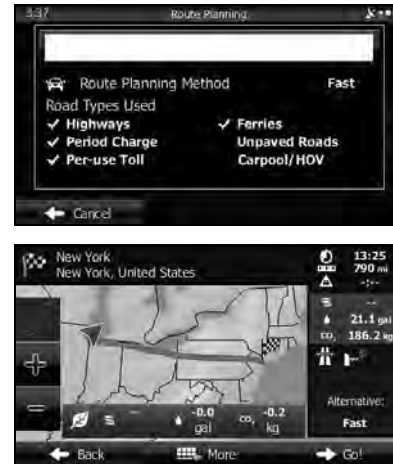 3:37 Route Planning
Route Planning Method Fast
Road Types Used
✓ Highways ✓ Ferries
✓ Period Charge Unpaved Roads
✓ Per-use Toll Carpool/HOV
Cancel
New York
New York, United States
13:25
790 mi
-:--
--
21.1 gal
CO₂ 186.2 kg
-- -0.0 gal CO₂ -0.2 kg
Alternative:
Fast
Back More Go!